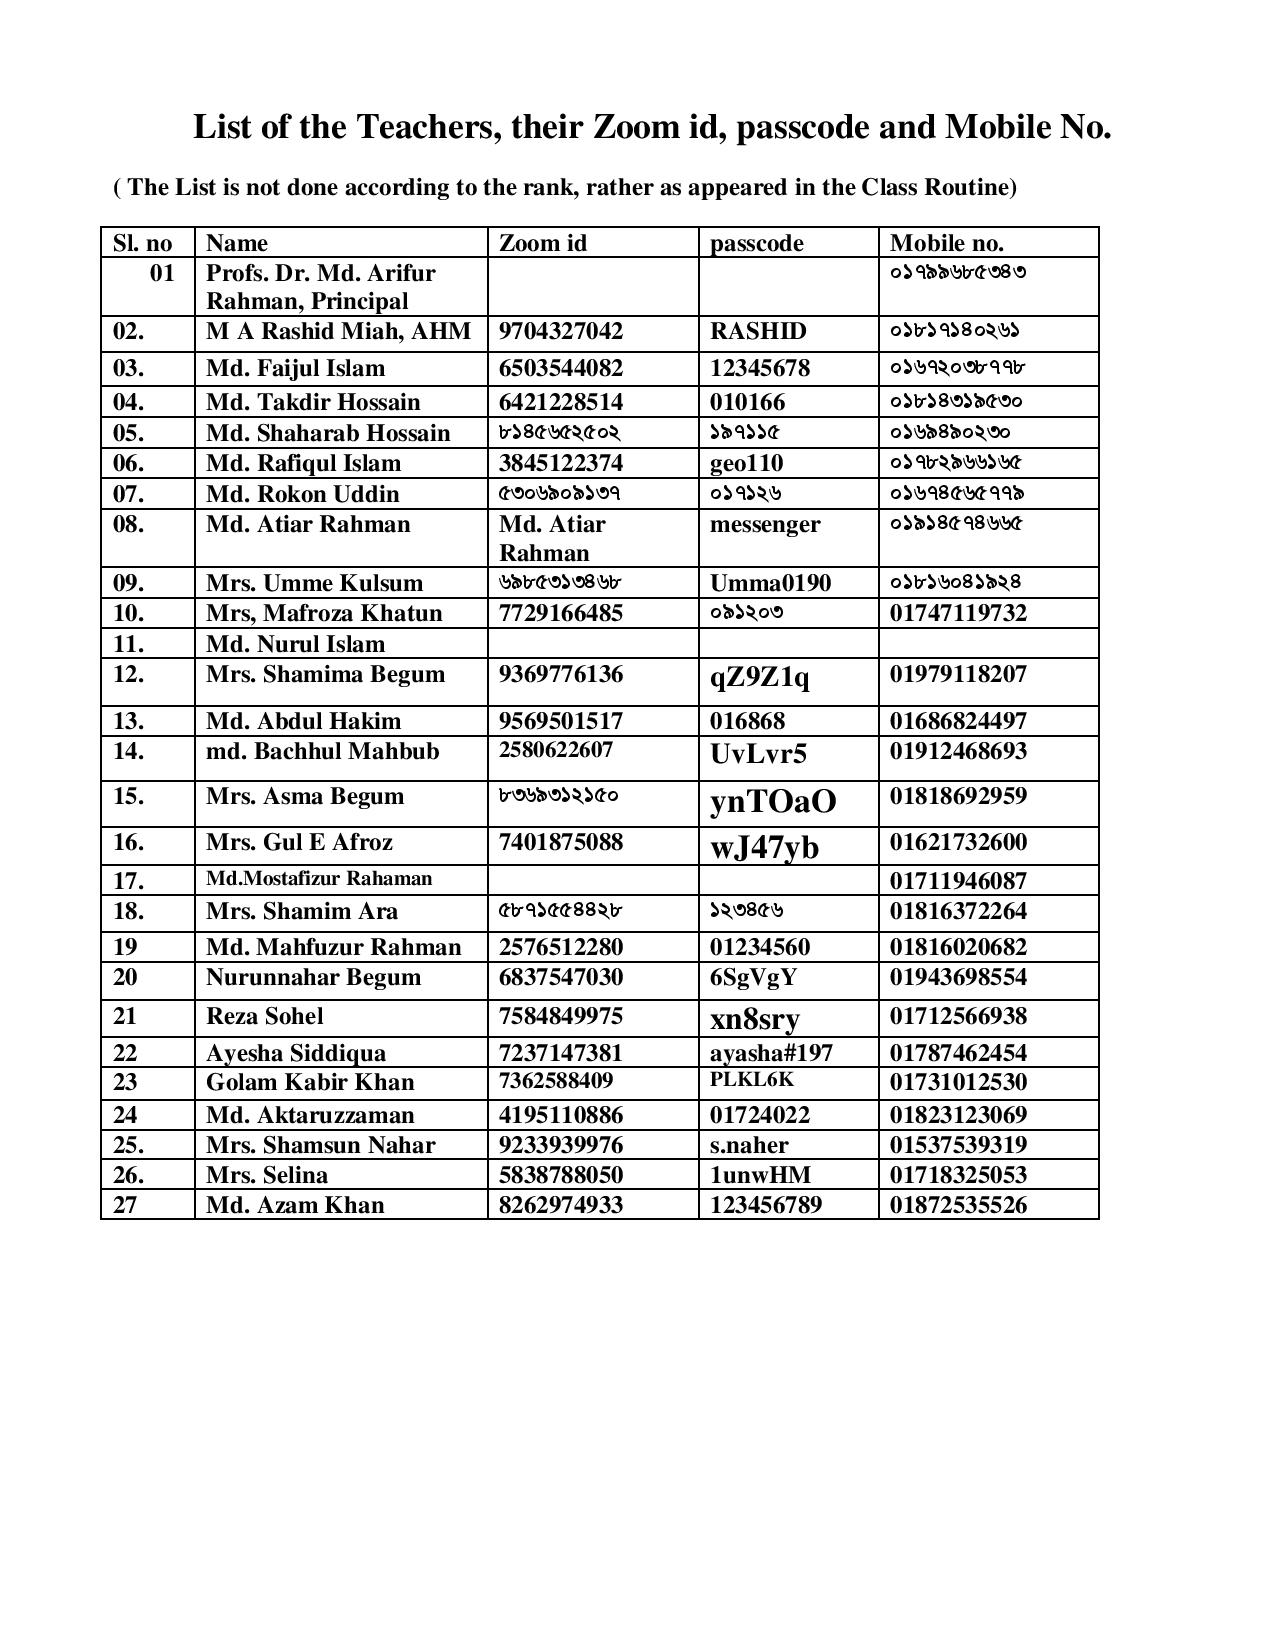 List of the Teachers, their Zoom id, passcode and Mobile No.
( The List is not done according to the rank, rather as appeared in the Class Routine)
Sl. no Name Zoom id passcode Mobile no.
01 Profs. Dr. Md. Arifur ০১৭৯৯৬৮৫৩৪৩
Rahman, Principal
02. M A Rashid Miah, AHM 9704327042 RASHID ০১৮১৭১৪০২৬১
03. Md. Faijul Islam 6503544082 12345678 ০১৬৭২০৩৮৭৭৮
04. Md. Takdir Hossain 6421228514 010166 ০১৮১৪৩১৯৫৩০
05. Md. Shaharab Hossain ৮১৪৫৬৫২৫০২ ১৯৭১১৫ ০১৬৯৪৯০২৩০
06. Md. Rafiqul Islam 3845122374 geo110 ০১৭৮২৯৬৬১৬৫
07. Md. Rokon Uddin ৫৩০৬৯০৯১৩৭ ০১৭১২৬ ০১৬৭৪৫৬৫৭৭৯
08. Md. Atiar Rahman Md. Atiar messenger ০১৯১৪৫৭৪৬৬৫
Rahman
09. Mrs. Umme Kulsum ৬৯৮৫৩১৩৪৬৮ Umma0190 ০১৮১৬০৪১৯২৪
10. Mrs, Mafroza Khatun 7729166485 ০৯১২০৩ 01747119732
11. Md. Nurul Islam
12. Mrs. Shamima Begum 9369776136 qZ9Z1q 01979118207
13. Md. Abdul Hakim 9569501517 016868 01686824497
14. md. Bachhul Mahbub 2580622607 UvLvr5 01912468693
15. Mrs. Asma Begum ৮৩৬৯৩১২১৫০ ynTOaO 01818692959
16. Mrs. Gul E Afroz 7401875088 wJ47yb 01621732600
17. Md.Mostafizur Rahaman 01711946087
18. Mrs. Shamim Ara ৫৮৭১৫৫৪৪২৮ ১২৩৪৫৬ 01816372264
19 Md. Mahfuzur Rahman 2576512280 01234560 01816020682
20 Nurunnahar Begum 6837547030 6SgVgY 01943698554
21 Reza Sohel 7584849975 xn8sry 01712566938
22 Ayesha Siddiqua 7237147381 ayasha#197 01787462454
23 Golam Kabir Khan 7362588409 PLKL6K 01731012530
24 Md. Aktaruzzaman 4195110886 01724022 01823123069
25. Mrs. Shamsun Nahar 9233939976 s.naher 01537539319
26. Mrs. Selina 5838788050 1unwHM 01718325053
27 Md. Azam Khan 8262974933 123456789 01872535526